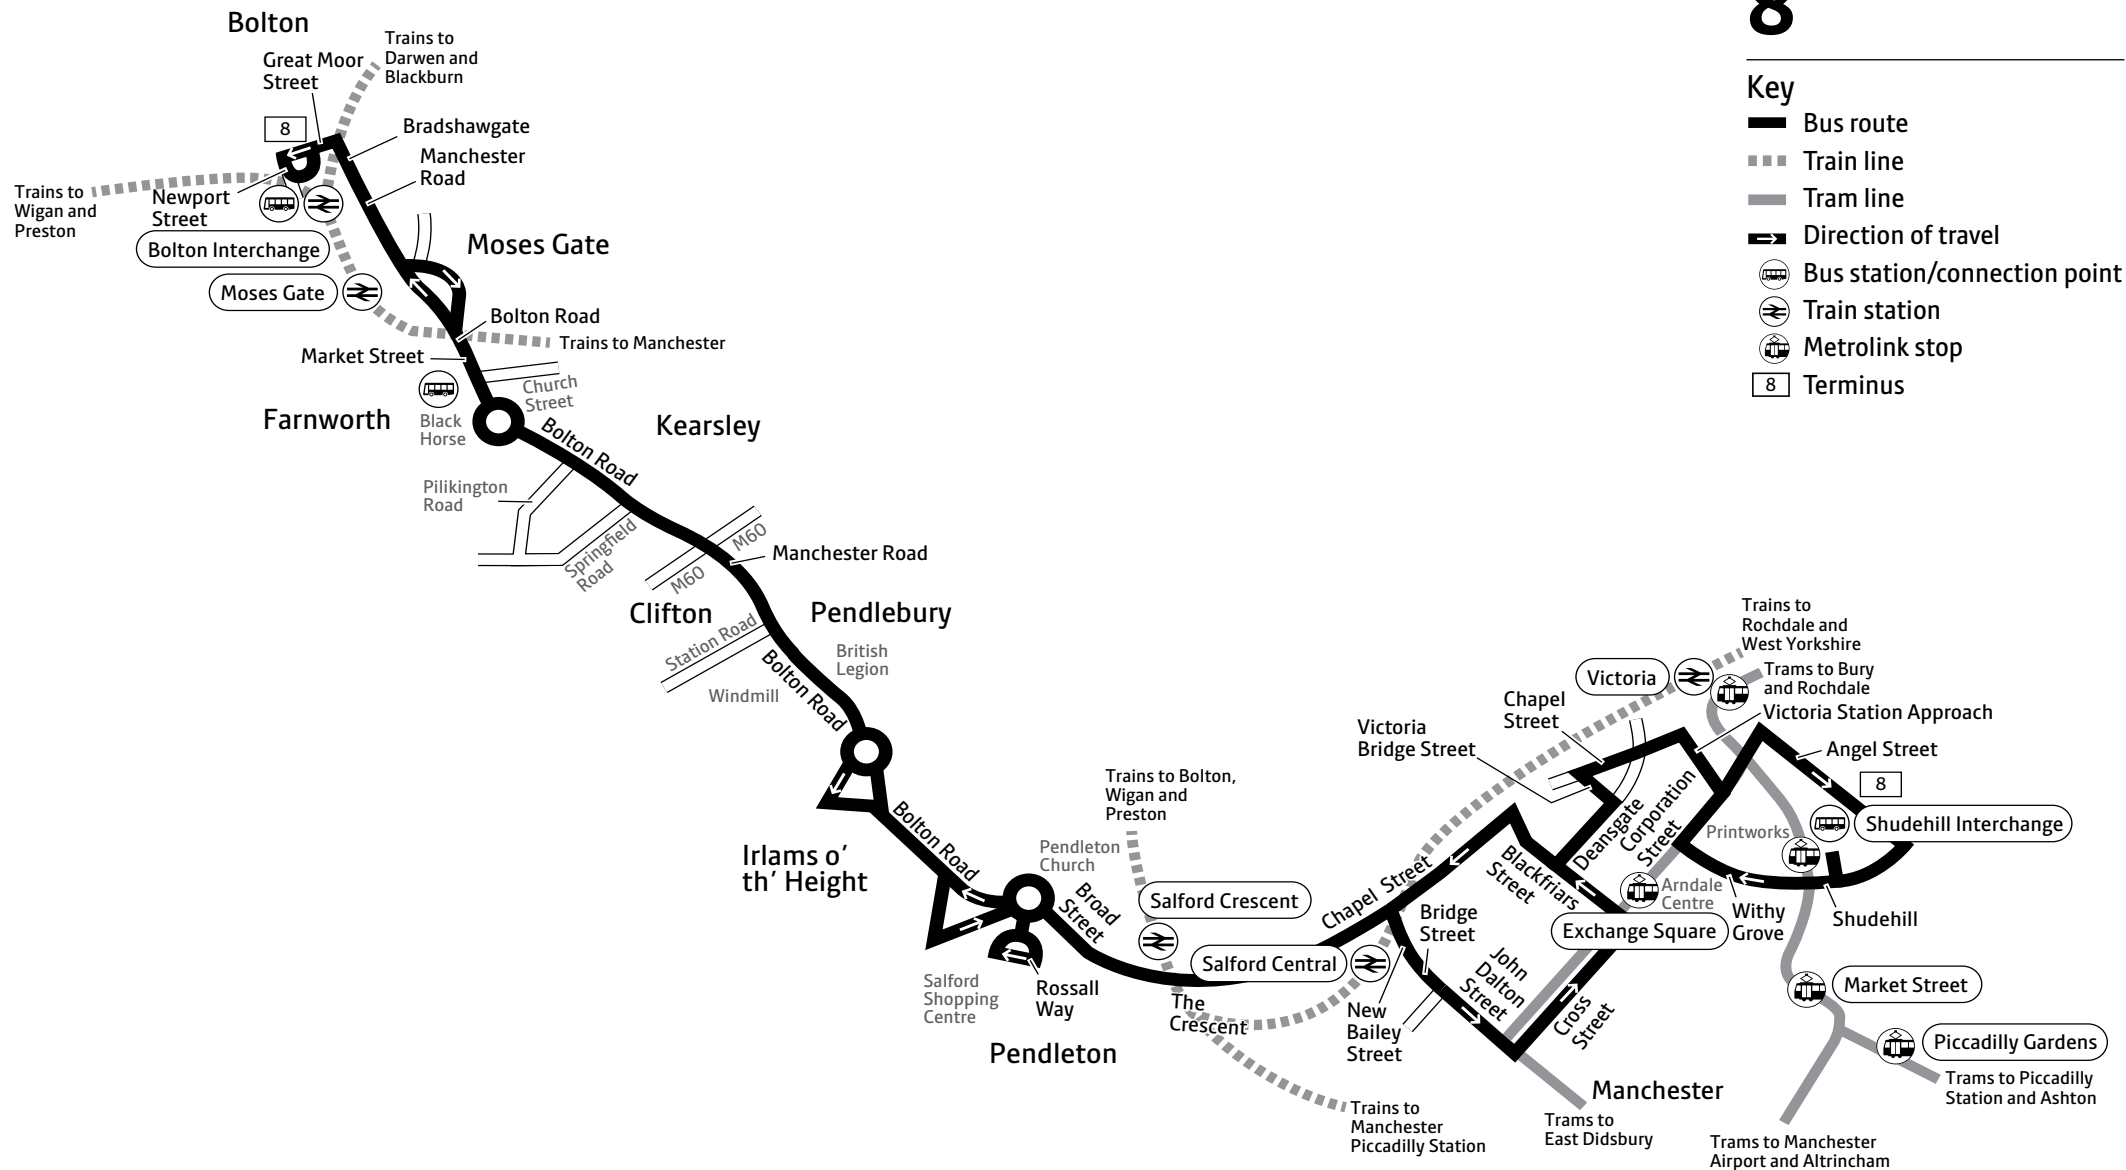 8
Key
Bus route
Train line
Tram line
Direction of travel
Bus station/connection point
Train station
Metrolink stop
8
Terminus
Bolton
Great Moor
Street
Trains to
Darwen and
Blackburn
8
Bradshawgate
Manchester
Road
Trains to
Wigan and
Preston
Newport
Street
Bolton Interchange
Moses Gate
Moses Gate
Bolton Road
Trains to Manchester
Market Street
Church
Street
Farnworth
Black
Horse
Kearsley
Bolton Road
Pilikington
Road
Springfield
Road
M60
M60
Manchester Road
Clifton
Pendlebury
Station Road
British
Legion
Bolton Road
Windmill
Bolton Road
Irlams o’
th’ Height
Pendleton
Church
Broad
Street
Salford
Shopping
Centre
Rossall
Way
Pendleton
Trains to Bolton,
Wigan and
Preston
Salford Crescent
The
Crescent
Salford Central
Chapel Street
Trains to
Manchester
Piccadilly Station
New
Bailey
Street
Bridge
Street
John
Dalton
Street
Cross
Street
Blackfriars
Street
Deansgate
Corporation
Street
Victoria
Bridge Street
Chapel
Street
Victoria
Trains to
Rochdale and
West Yorkshire
Trams to Bury
and Rochdale
Victoria Station Approach
Angel Street
8
Shudehill Interchange
Printworks
Arndale
Centre
Exchange Square
Withy
Grove
Shudehill
Market Street
Piccadilly Gardens
Trams to Piccadilly
Station and Ashton
Manchester
Trams to
East Didsbury
Trams to Manchester
Airport and Altrincham